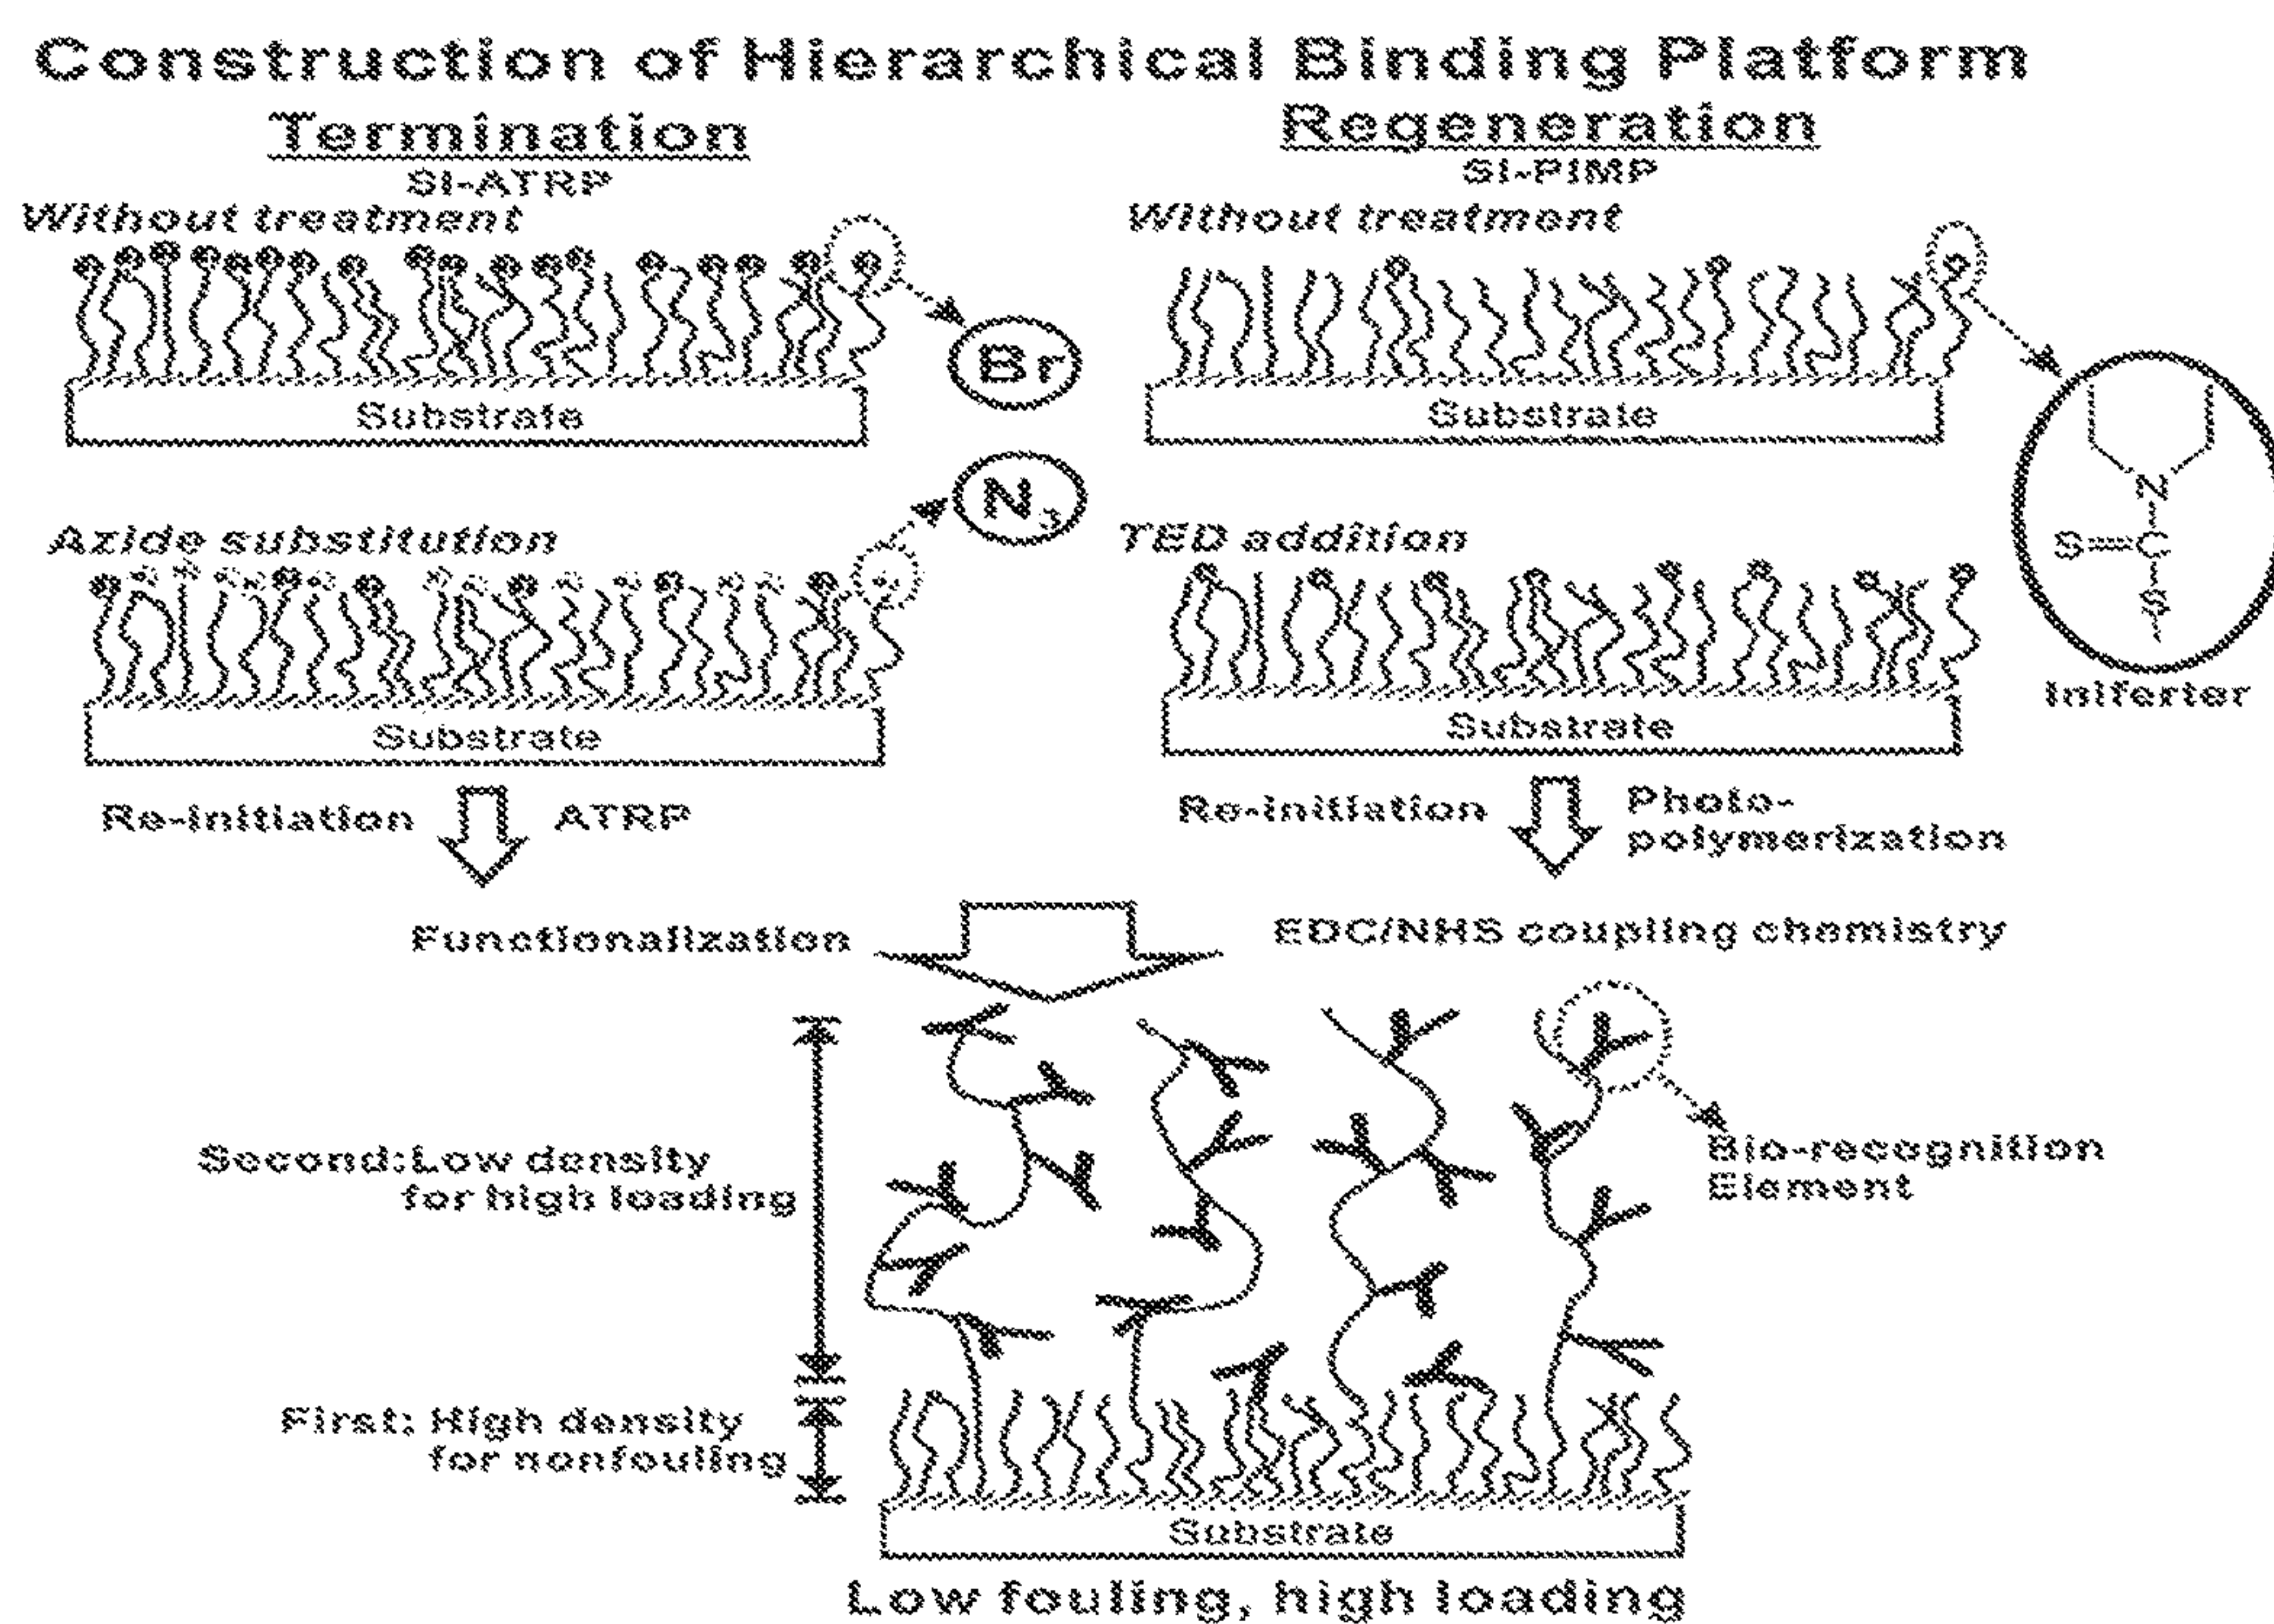 Construction of Hierarchical Binding Platform
Termination
SI-ATRP
Without treatment
Br
Substrate
N3
Azide substitution
Substrate
Re-initiation
ATRP
Regeneration
SI-PIMP
Without treatment
Substrate
TED addition
N
S=C
S
Iniferter
Substrate
Re-initiation
Photo-
polymerization
Functionalization
EDC/NHS coupling chemistry
Second: Low density
for high loading
Bio-recognition
Element
First: High density
for nonfouling
Substrate
Low fouling, high loading